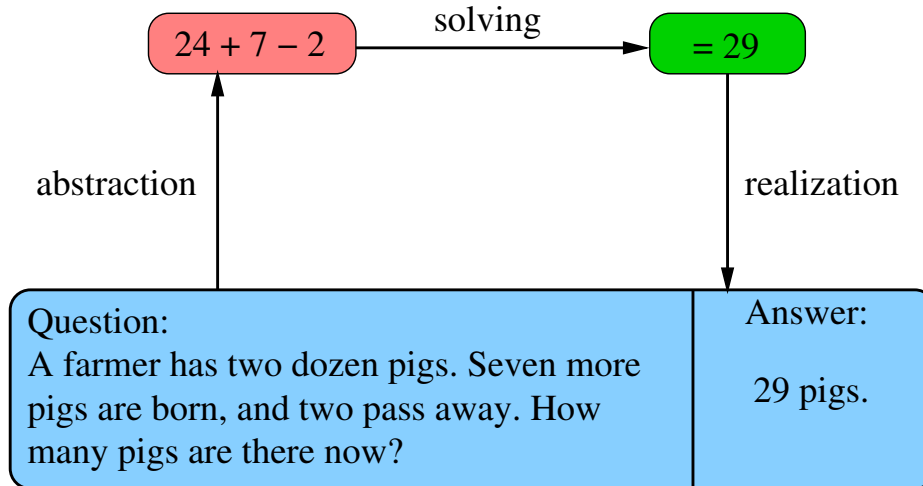 solving
24 + 7 − 2
= 29
abstraction
realization
Question:
A farmer has two dozen pigs. Seven more
pigs are born, and two pass away. How
many pigs are there now?
Answer:
29 pigs.